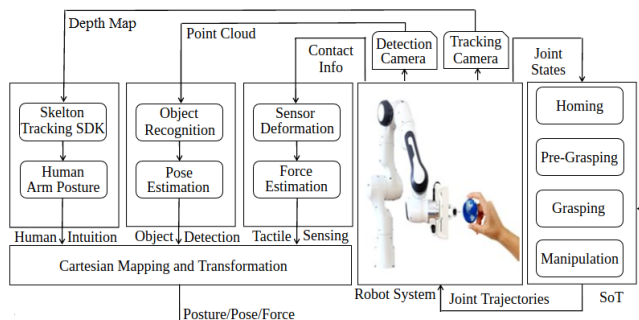 Depth Map
Point Cloud
Contact
Info
Detection
Camera
Tracking
Camera
Joint
States
Skelton
Tracking SDK
Object
Recognition
Sensor
Deformation
Homing
Human
Arm Posture
Pose
Estimation
Force
Estimation
Pre-Grasping
Grasping
Human Intuition
Object Detection
Tactile Sensing
Manipulation
Cartesian Mapping and Transformation
Robot System
Joint Trajectories
SoT
Posture/Pose/Force